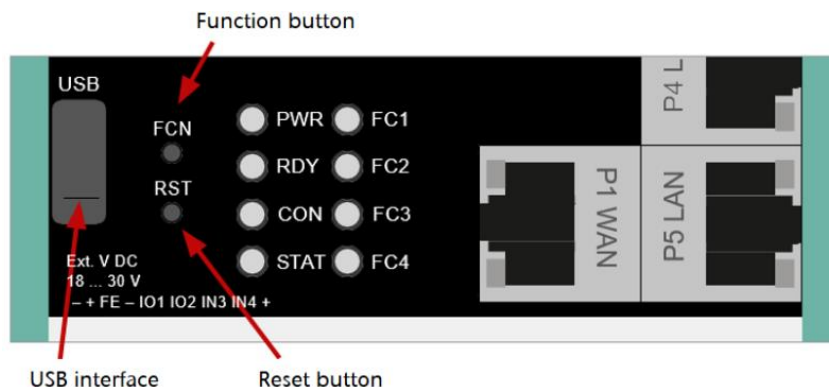 Function button
USB
FCN
RST
PWR FC1
RDY FC2
CON FC3
STAT FC4
P4 L
P1 WAN
P5 LAN
Ext. V DC
18 ... 30 V
– + FE – IO1 IO2 IN3 IN4 +
USB interface
Reset button